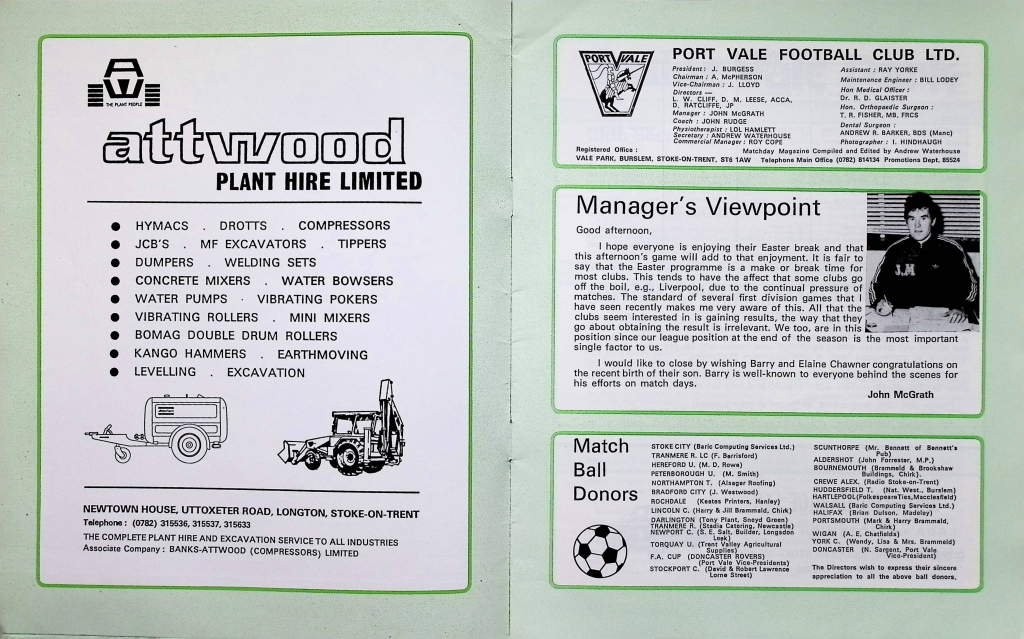 THE PLANT PEOPLE
attwood
PLANT HIRE LIMITED
● HYMACS . DROTTS . COMPRESSORS
● JCB'S . MF EXCAVATORS . TIPPERS
● DUMPERS . WELDING SETS
● CONCRETE MIXERS . WATER BOWSERS
● WATER PUMPS · VIBRATING POKERS
● VIBRATING ROLLERS . MINI MIXERS
● BOMAG DOUBLE DRUM ROLLERS
● KANGO HAMMERS . EARTHMOVING
● LEVELLING . EXCAVATION
NEWTOWN HOUSE, UTTOXETER ROAD, LONGTON, STOKE-ON-TRENT
Telephone : (0782) 315536, 315537, 315633
THE COMPLETE PLANT HIRE AND EXCAVATION SERVICE TO ALL INDUSTRIES
Associate Company : BANKS-ATTWOOD (COMPRESSORS) LIMITED
PORT VALE
PORT VALE FOOTBALL CLUB LTD.
President : J. BURGESS
Chairman : A. McPHERSON
Vice-Chairman : J. LLOYD
Directors —
L. W. CLIFF, D. M. LEESE, ACCA,
D. RATCLIFFE, JP
Manager : JOHN McGRATH
Coach : JOHN RUDGE
Physiotherapist : LOL HAMLETT
Secretary : ANDREW WATERHOUSE
Commercial Manager : ROY COPE
Assistant : RAY YORKE
Maintenance Engineer : BILL LODEY
Hon Medical Officer :
Dr. R. D. GLAISTER
Hon. Orthopaedic Surgeon :
T. R. FISHER, MB, FRCS
Dental Surgeon :
ANDREW R. BARKER, BDS (Manc)
Photographer : I. HINDHAUGH
Registered Office : Matchday Magazine Compiled and Edited by Andrew Waterhouse
VALE PARK, BURSLEM, STOKE-ON-TRENT, ST6 1AW Telephone Main Office (0782) 814134 Promotions Dept. 85524
Manager's Viewpoint
Good afternoon,
I hope everyone is enjoying their Easter break and that
this afternoon's game will add to that enjoyment. It is fair to
say that the Easter programme is a make or break time for
most clubs. This tends to have the affect that some clubs go
off the boil, e.g., Liverpool, due to the continual pressure of
matches. The standard of several first division games that I
have seen recently makes me very aware of this. All that the
clubs seem interested in is gaining results, the way that they
go about obtaining the result is irrelevant. We too, are in this
position since our league position at the end of the season is the most important
single factor to us.
I would like to close by wishing Barry and Elaine Chawner congratulations on
the recent birth of their son. Barry is well-known to everyone behind the scenes for
his efforts on match days.
John McGrath
J.M
Match
Ball
Donors
STOKE CITY (Baric Computing Services Ltd.)
TRANMERE R. LC (F. Berrisford)
HEREFORD U. (M. D. Rowe)
PETERBOROUGH U. (M. Smith)
NORTHAMPTON T. (Alsager Roofing)
BRADFORD CITY (J. Westwood)
ROCHDALE (Keates Printers, Hanley)
LINCOLN C. (Harry & Jill Brammald, Chirk)
DARLINGTON (Tony Plant, Sneyd Green)
TRANMERE R. (Stadia Catering, Newcastle)
NEWPORT C. (S. E. Salt, Builder, Longsdon
Leek)
TORQUAY U. (Trent Valley Agricultural
Supplies)
F.A. CUP (DONCASTER ROVERS)
(Port Vale Vice-Presidents)
STOCKPORT C. (David & Robert Lawrence
Lorne Street)
SCUNTHORPE (Mr. Bennett of Bennett's
Pub)
ALDERSHOT (John Forrester, M.P.)
BOURNEMOUTH (Brammeld & Brookshaw
Buildings, Chirk).
CREWE ALEX. (Radio Stoke-on-Trent)
HUDDERSFIELD T. (Nat. West., Burslem)
HARTLEPOOL(FolkespeareTies,Macclesfield)
WALSALL (Baric Computing Services Ltd.)
HALIFAX (Brian Dulson, Madeley)
PORTSMOUTH (Mark & Harry Brammald,
Chirk)
WIGAN (A. E. Chatfields)
YORK C. (Wendy, Lisa & Mrs. Brammeld)
DONCASTER (N. Sargent, Port Vale
Vice-President)
The Directors wish to express their sincere
appreciation to all the above ball donors.